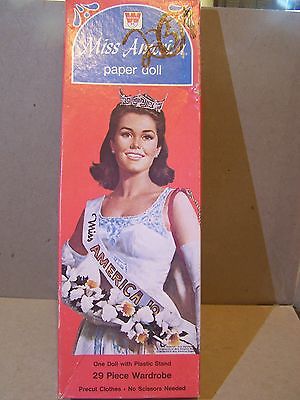 Miss America
paper doll
Miss AMERICA
One Doll with Plastic Stand
29 Piece Wardrobe
Precut Clothes - No Scissors Needed